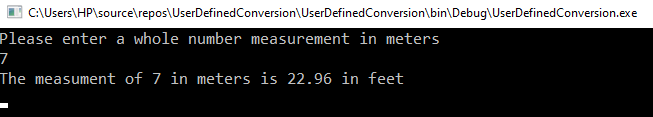 C:\Users\HP\source\repos\UserDefinedConversion\UserDefinedConversion\bin\Debug\UserDefinedConversion.exe
Please enter a whole number measurement in meters
7
The measument of 7 in meters is 22.96 in feet